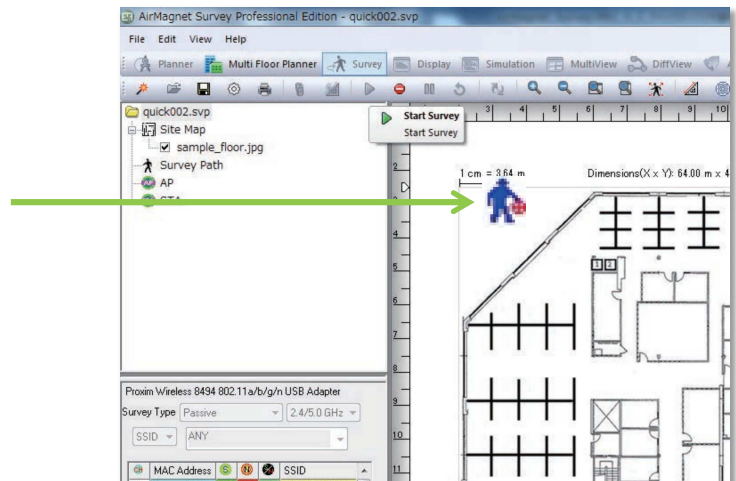 AirMagnet Survey Professional Edition - quick002.svp
File Edit View Help
Planner Multi Floor Planner Survey Display Simulation MultiView DiffView
quick002.svp
Site Map
sample_floor.jpg
Survey Path
AP
Start Survey
Start Survey
3 4 5 6 7 8 9 10
1 cm = 3.64 m Dimensions(X x Y): 64.00 m x 4
2
3
4
5
6
7
8
9
10
11
1 2
Proxim Wireless 8494 802.11a/b/g/n USB Adapter
Survey Type Passive 2.4/5.0 GHz
SSID ANY
MAC Address S N SSID